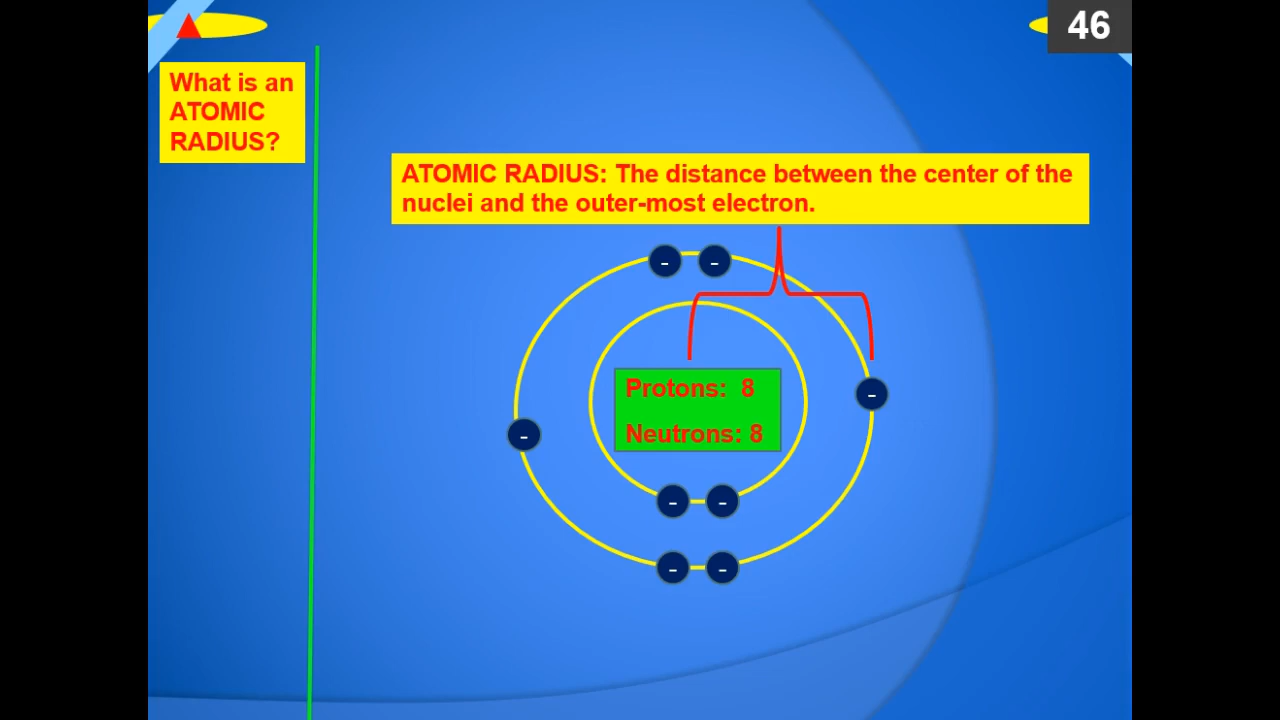 46
What is an
ATOMIC
RADIUS?
ATOMIC RADIUS: The distance between the center of the
nuclei and the outer-most electron.
- -
-
Protons: 8
Neutrons: 8
-
- -
- -